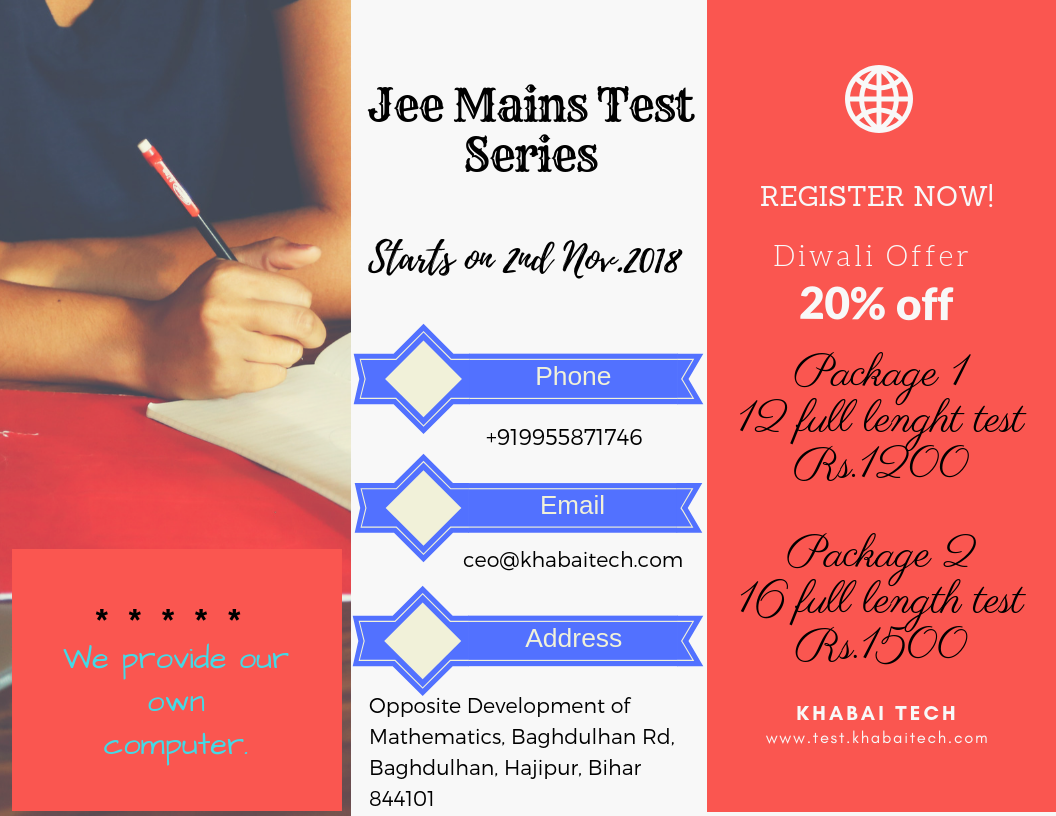 * * * * *
We provide our
own
computer.
Jee Mains Test
Series
Starts on 2nd Nov.2018
Phone
+919955871746
Email
ceo@khabaitech.com
Address
Opposite Development of
Mathematics, Baghdulhan Rd,
Baghdulhan, Hajipur, Bihar
844101
REGISTER NOW!
Diwali Offer
20% off
Package 1
12 full lenght test
Rs.1200
Package 2
16 full length test
Rs.1500
KHABAI TECH
www.test.khabaitech.com